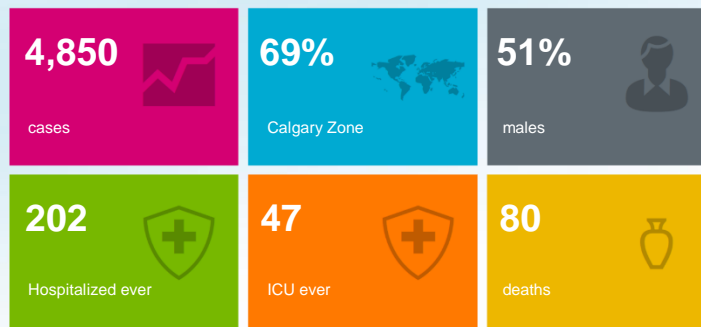 4,850
cases
69%
Calgary Zone
51%
males
202
Hospitalized ever
47
ICU ever
80
deaths